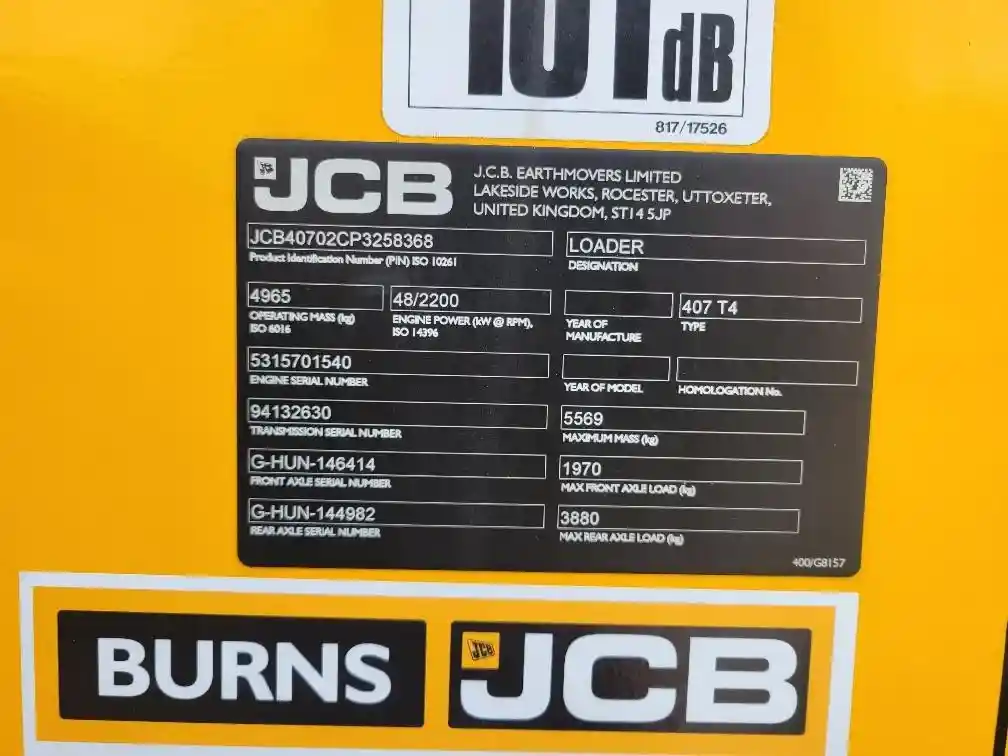 101 dB
817/17526
JCB
J.C.B. EARTHMOVERS LIMITED
LAKESIDE WORKS, ROCESTER, UTTOXETER,
UNITED KINGDOM, ST14 5JP
JCB40702CP3258368
Product Identification Number (PIN) ISO 10261
LOADER
DESIGNATION
4965
OPERATING MASS (kg)
ISO 6016
48/2200
ENGINE POWER (kW @ RPM),
ISO 14396
YEAR OF
MANUFACTURE
407 T4
TYPE
5315701540
ENGINE SERIAL NUMBER
YEAR OF MODEL
HOMOLOGATION No.
94132630
TRANSMISSION SERIAL NUMBER
5569
MAXIMUM MASS (kg)
G-HUN-146414
FRONT AXLE SERIAL NUMBER
1970
MAX FRONT AXLE LOAD (kg)
G-HUN-144982
REAR AXLE SERIAL NUMBER
3880
MAX REAR AXLE LOAD (kg)
400/G8157
BURNS JCB JCB